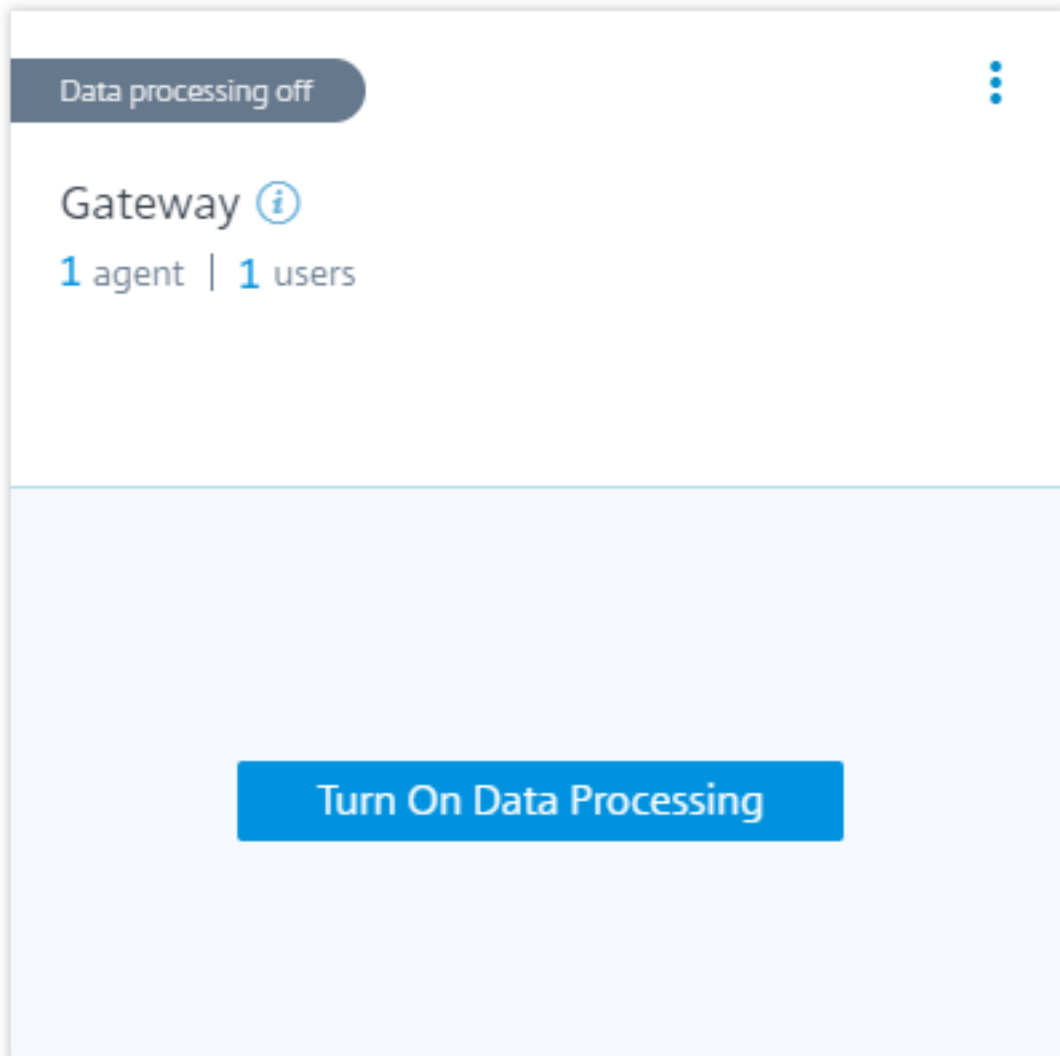 Data processing off
Gateway i
1 agent | 1 users
Turn On Data Processing